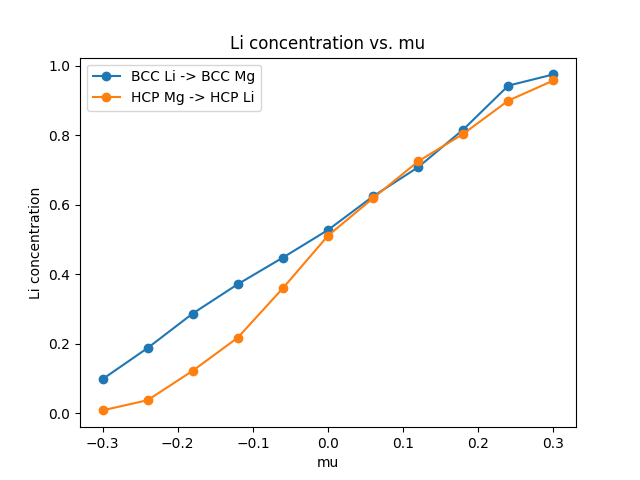 Li concentration vs. mu
BCC Li -> BCC Mg
HCP Mg -> HCP Li
1.0
0.8
0.6
0.4
0.2
0.0
Li concentration
−0.3 −0.2 −0.1 0.0 0.1 0.2 0.3
mu